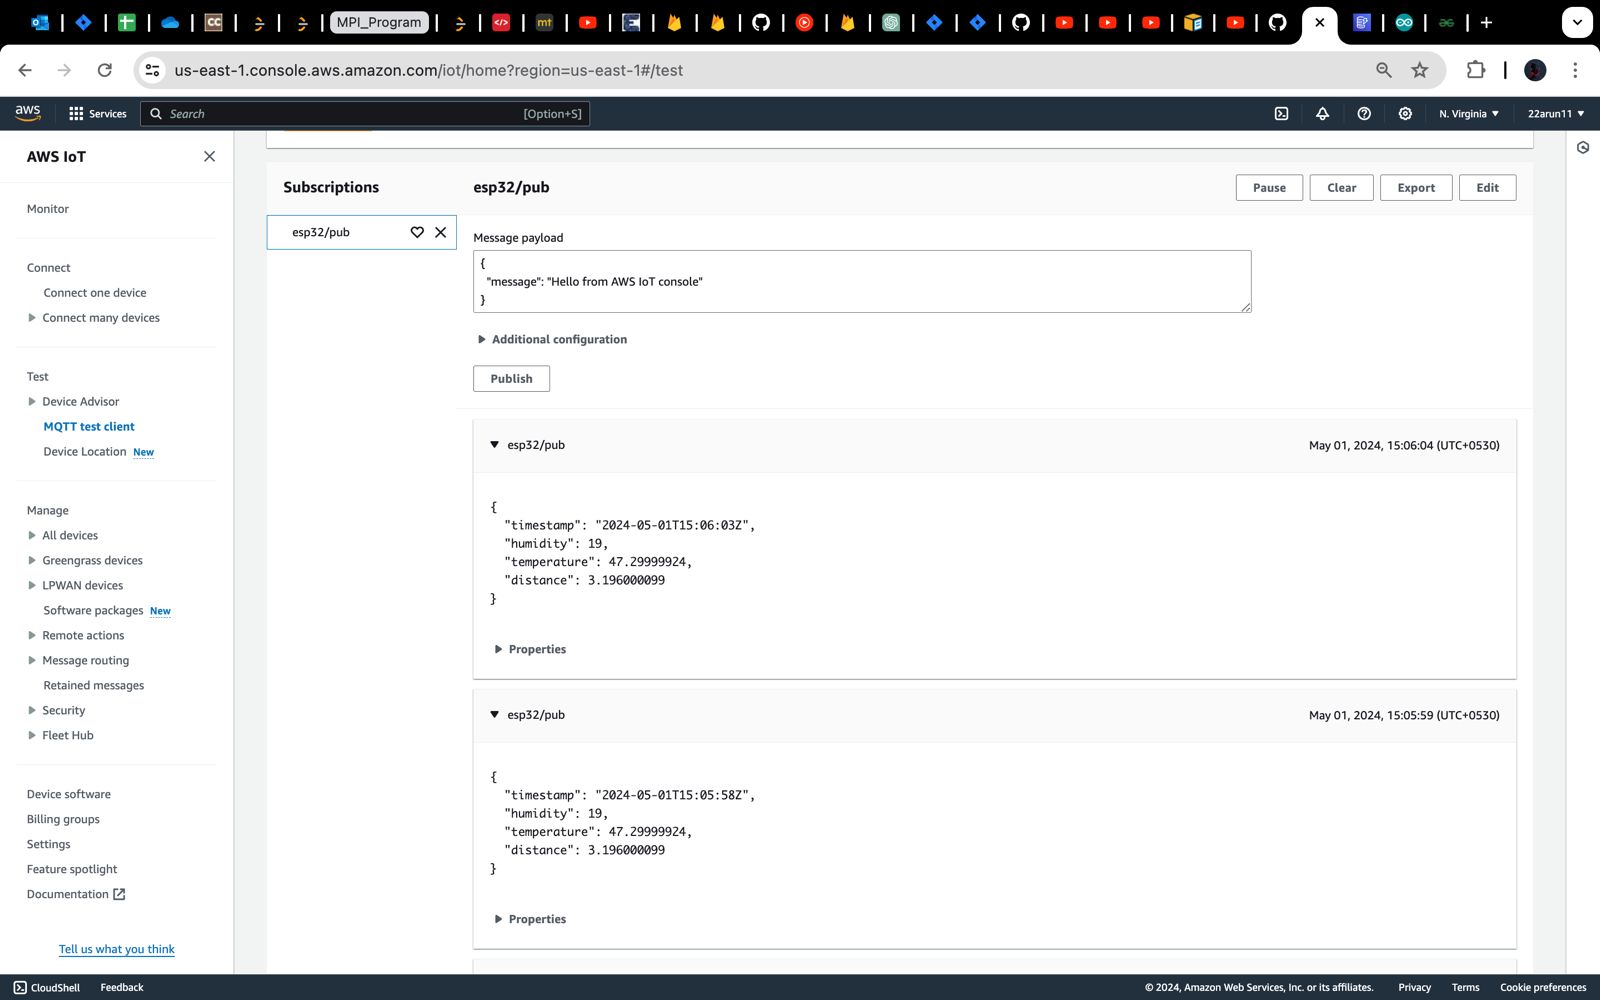 MPI_Program
us-east-1.console.aws.amazon.com/iot/home?region=us-east-1#/test
aws
Services
Search
[Option+S]
N. Virginia
22arun11
AWS IoT
Monitor
Connect
Connect one device
Connect many devices
Test
Device Advisor
MQTT test client
Device Location New
Manage
All devices
Greengrass devices
LPWAN devices
Software packages New
Remote actions
Message routing
Retained messages
Security
Fleet Hub
Device software
Billing groups
Settings
Feature spotlight
Documentation
Tell us what you think
Subscriptions
esp32/pub
esp32/pub
Pause
Clear
Export
Edit
Message payload
{
"message": "Hello from AWS IoT console"
}
Additional configuration
Publish
esp32/pub
May 01, 2024, 15:06:04 (UTC+0530)
{
"timestamp": "2024-05-01T15:06:03Z",
"humidity": 19,
"temperature": 47.29999924,
"distance": 3.196000099
}
Properties
esp32/pub
May 01, 2024, 15:05:59 (UTC+0530)
{
"timestamp": "2024-05-01T15:05:58Z",
"humidity": 19,
"temperature": 47.29999924,
"distance": 3.196000099
}
Properties
CloudShell
Feedback
© 2024, Amazon Web Services, Inc. or its affiliates.
Privacy
Terms
Cookie preferences